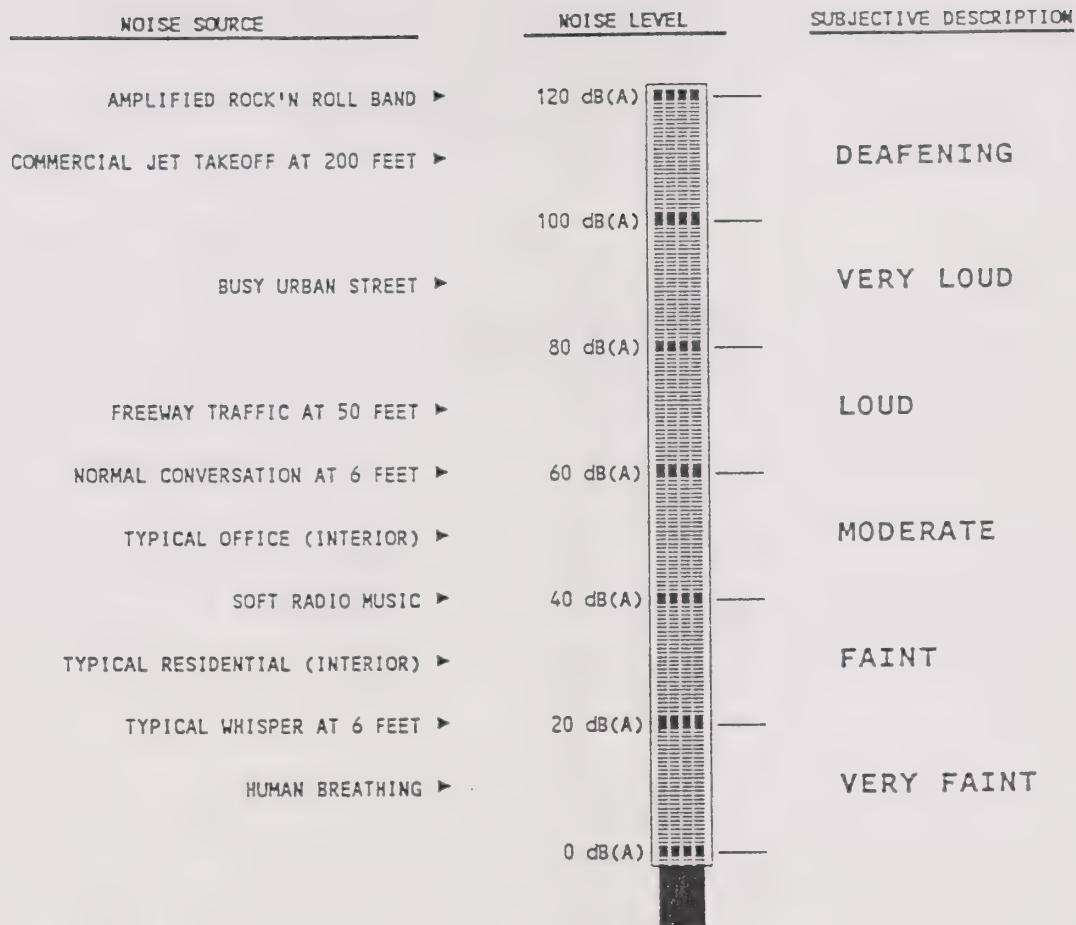 NOISE SOURCE NOISE LEVEL SUBJECTIVE DESCRIPTION
AMPLIFIED ROCK'N ROLL BAND ► 120 dB(A)
COMMERCIAL JET TAKEOFF AT 200 FEET ► DEAFENING
100 dB(A)
BUSY URBAN STREET ► VERY LOUD
80 dB(A)
FREEWAY TRAFFIC AT 50 FEET ► LOUD
NORMAL CONVERSATION AT 6 FEET ► 60 dB(A)
TYPICAL OFFICE (INTERIOR) ► MODERATE
SOFT RADIO MUSIC ► 40 dB(A)
TYPICAL RESIDENTIAL (INTERIOR) ► FAINT
TYPICAL WHISPER AT 6 FEET ► 20 dB(A)
HUMAN BREATHING ► VERY FAINT
0 dB(A)